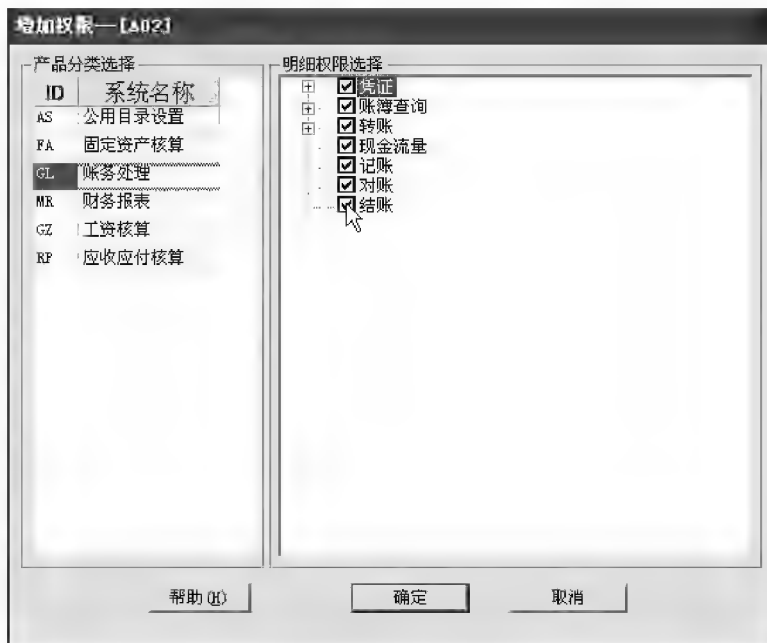 增加权限—[A02]
产品分类选择
ID 系统名称
AS 公用目录设置
FA 固定资产核算
GL 账务处理
MR 财务报表
GZ 工资核算
RP 应收应付核算
明细权限选择
凭证
账簿查询
转账
现金流量
记账
对账
结账
帮助(H) 确定 取消